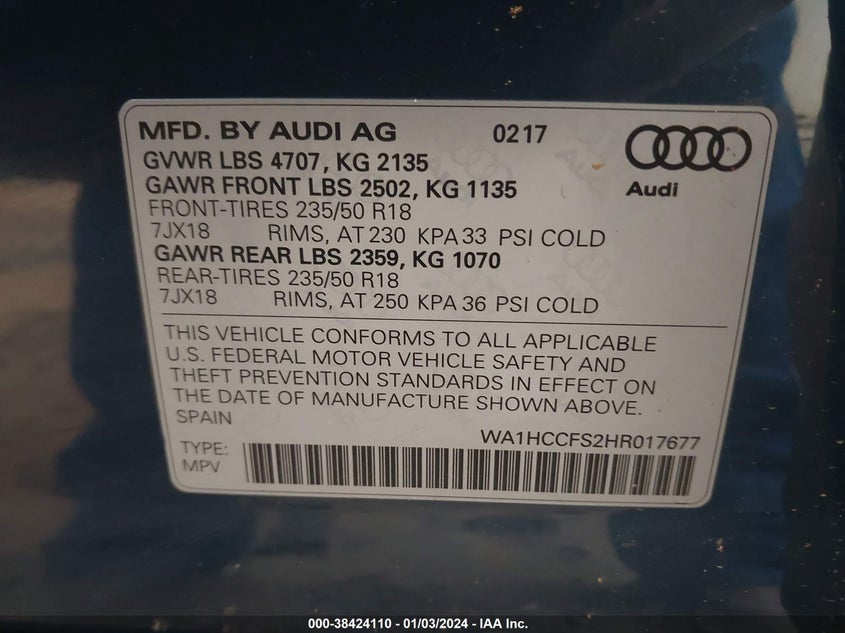 MFD. BY AUDI AG 0217
GVWR LBS 4707, KG 2135
GAWR FRONT LBS 2502, KG 1135
Audi
FRONT-TIRES 235/50 R18
7JX18 RIMS, AT 230 KPA 33 PSI COLD
GAWR REAR LBS 2359, KG 1070
REAR-TIRES 235/50 R18
7JX18 RIMS, AT 250 KPA 36 PSI COLD
THIS VEHICLE CONFORMS TO ALL APPLICABLE
U.S. FEDERAL MOTOR VEHICLE SAFETY AND
THEFT PREVENTION STANDARDS IN EFFECT ON
THE DATE OF MANUFACTURE SHOWN ABOVE.
SPAIN
WA1HCCFS2HR017677
TYPE:
MPV
000-38424110 - 01/03/2024 - IAA Inc.